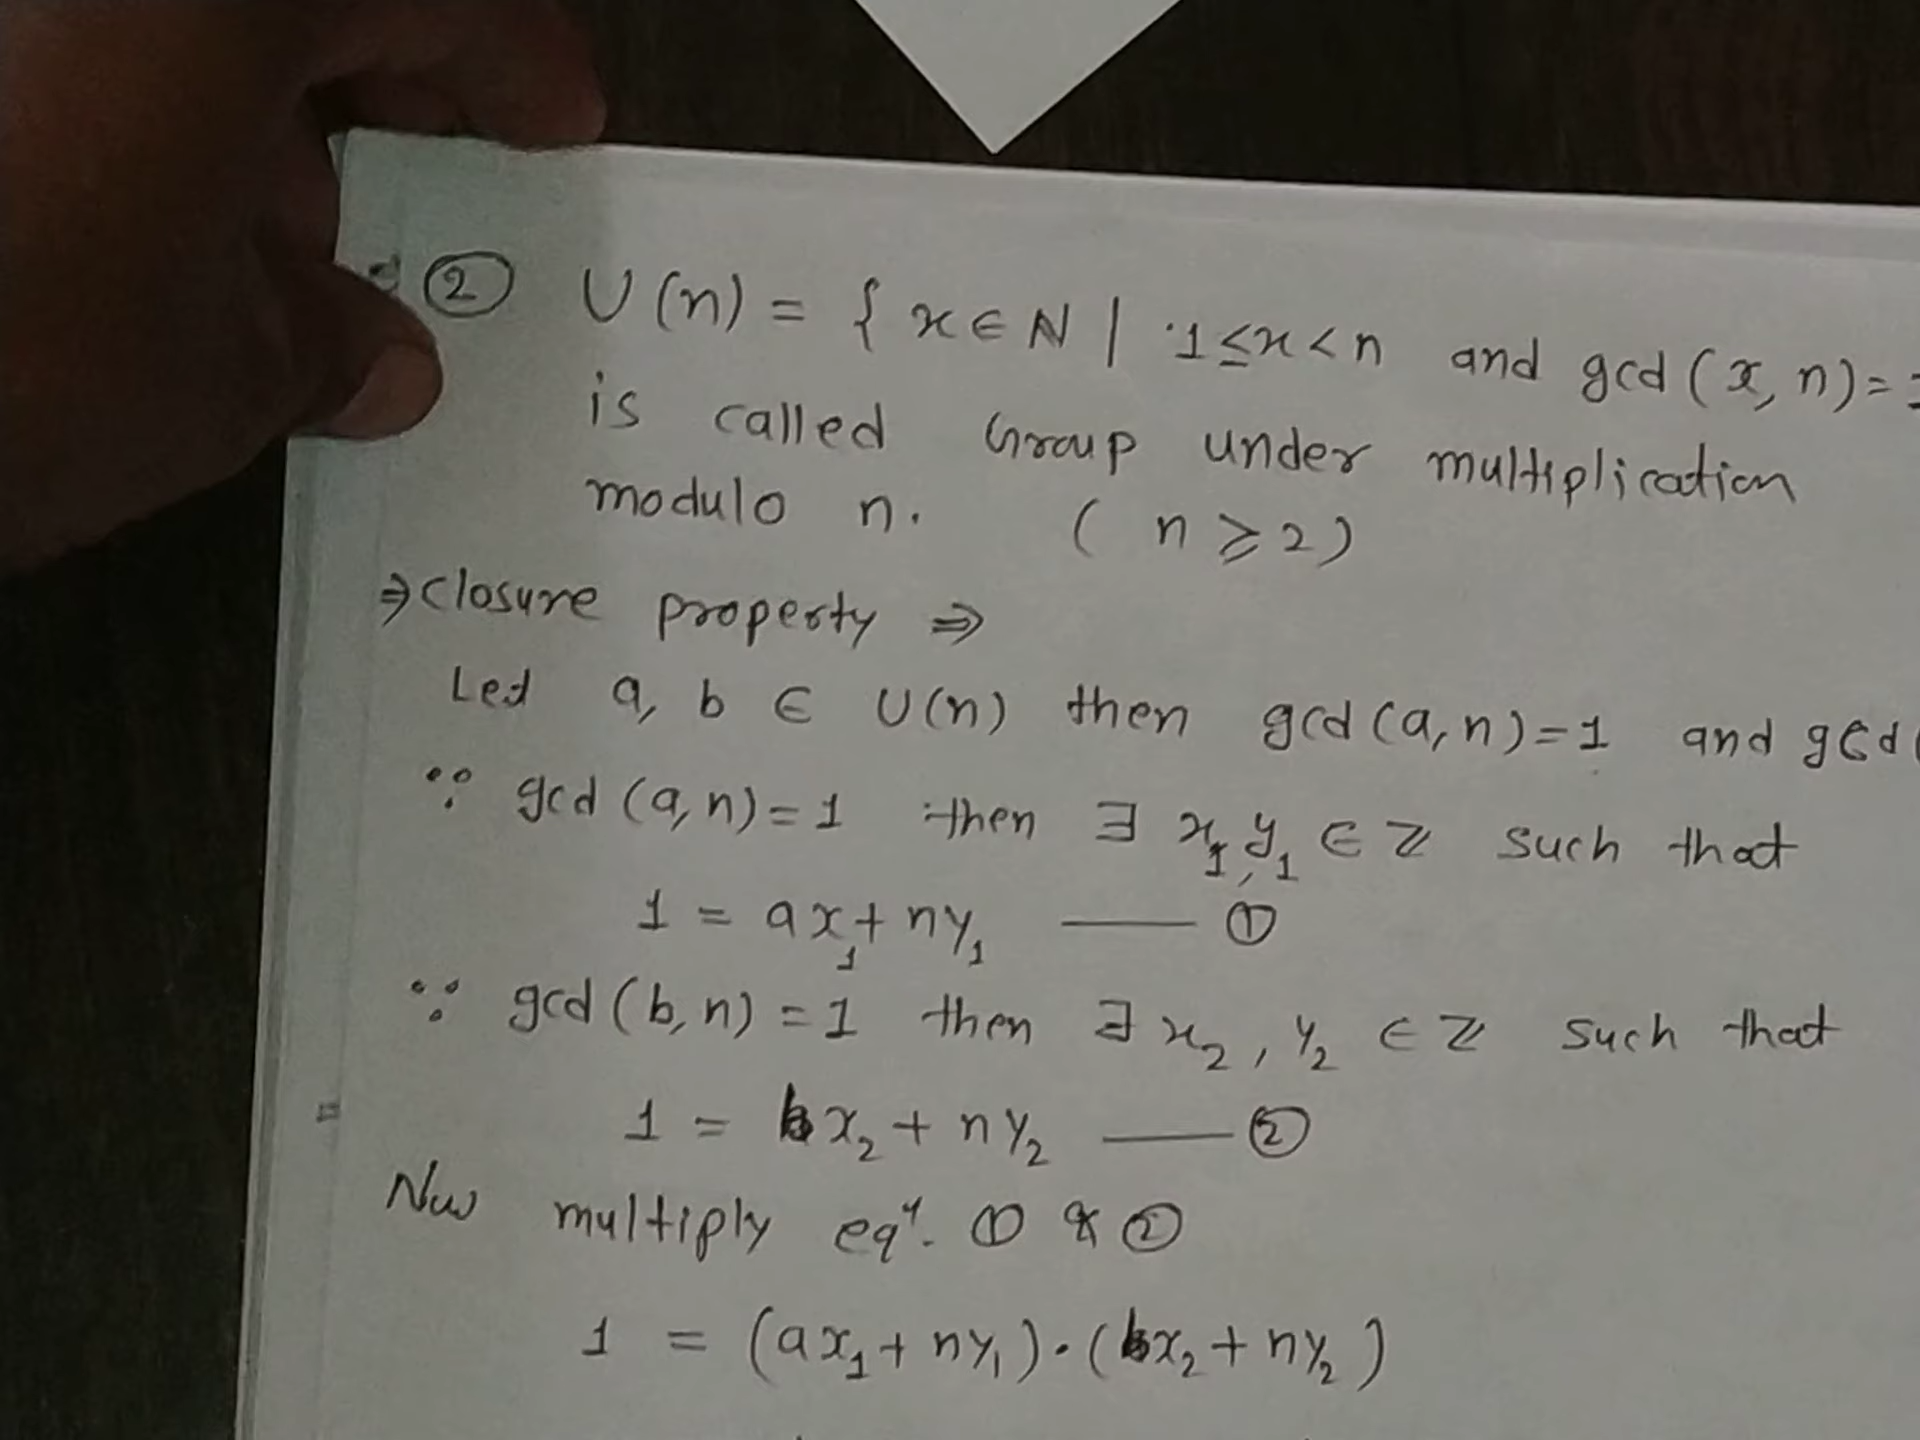 ② U(n) = { x ∈ ℕ | 1 ≤ x < n and gcd (x, n) =
is called Group under multiplication
modulo n. ( n ⩾ 2 )
⇒ closure property ⇒
Let a, b ∈ U(n) then gcd (a, n) = 1 and gcd (
∵ gcd (a, n) = 1 then ∃ x₁, y₁ ∈ ℤ such that
1 = ax₁ + ny₁ —— ①
∵ gcd (b, n) = 1 then ∃ x₂, y₂ ∈ ℤ such that
1 = bx₂ + ny₂ —— ②
Now multiply eqⁿ. ① & ②
1 = (ax₁ + ny₁) · (bx₂ + ny₂)